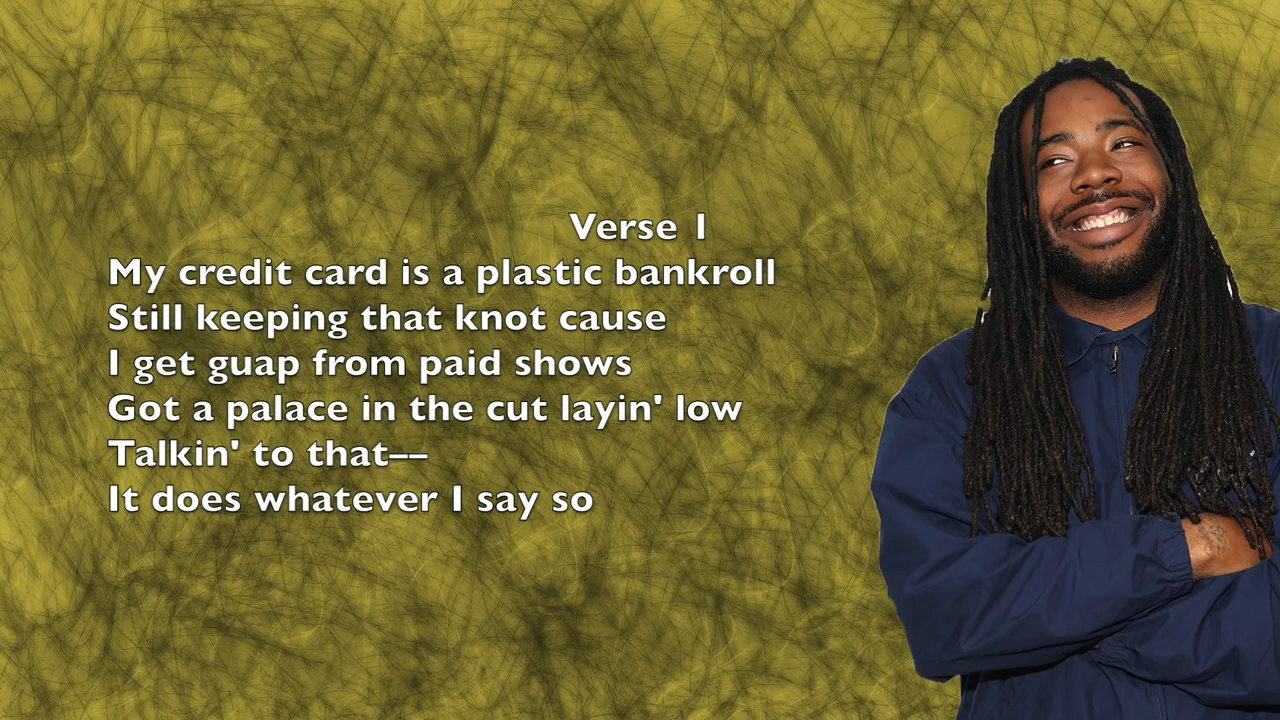 Verse 1
My credit card is a plastic bankroll
Still keeping that knot cause
I get guap from paid shows
Got a palace in the cut layin' low
Talkin' to that––
It does whatever I say so